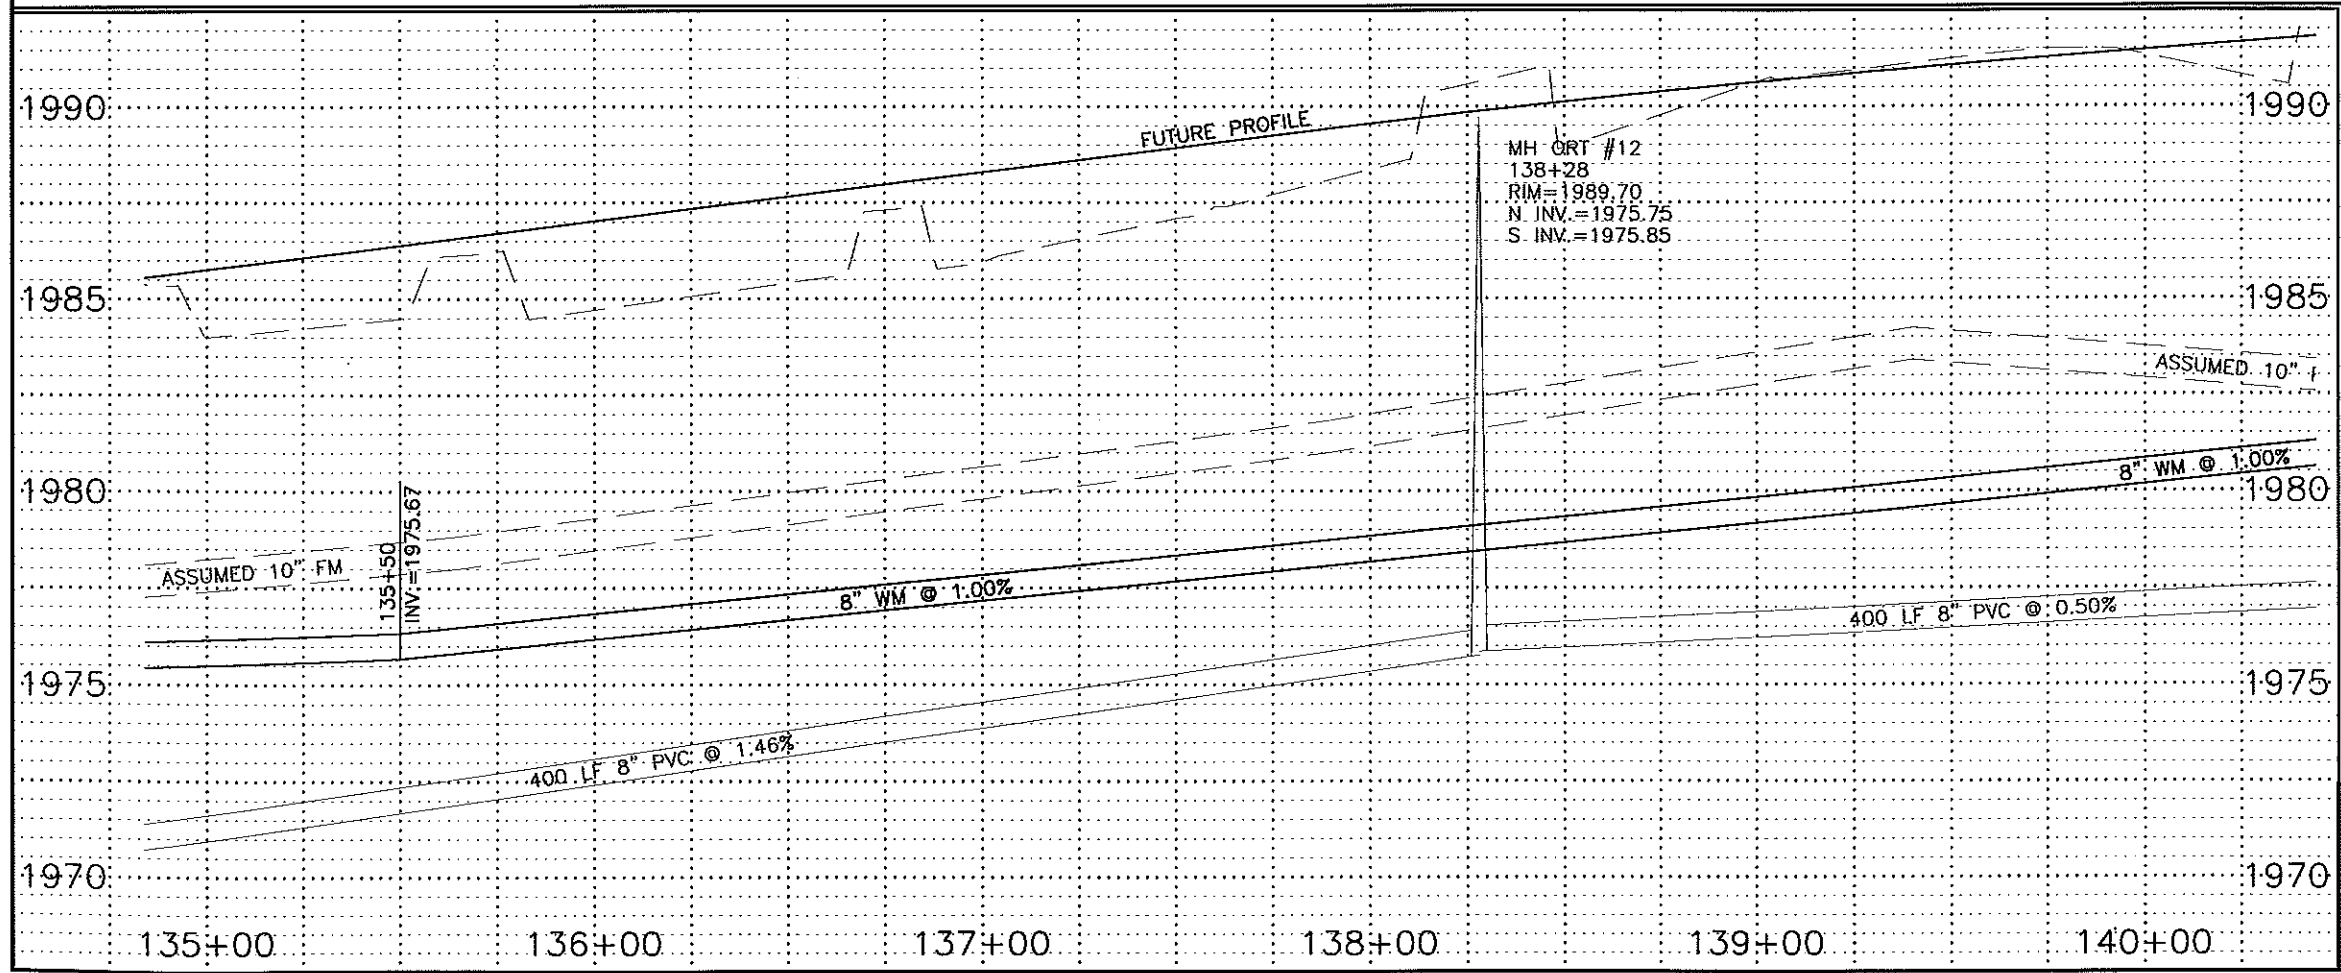 1990
1990
FUTURE PROFILE
MH QRT #12
138+28
RIM=1989.70
N INV.=1975.75
S INV.=1975.85
1985
1985
ASSUMED 10"
ASSUMED 10" FM
135+50
INV=1975.67
1980
1980
8" WM @ 1.00%
8" WM @ 1.00%
400 LF 8" PVC @ 0.50%
1975
1975
400 LF 8" PVC @ 1.46%
1970
1970
135+00
136+00
137+00
138+00
139+00
140+00